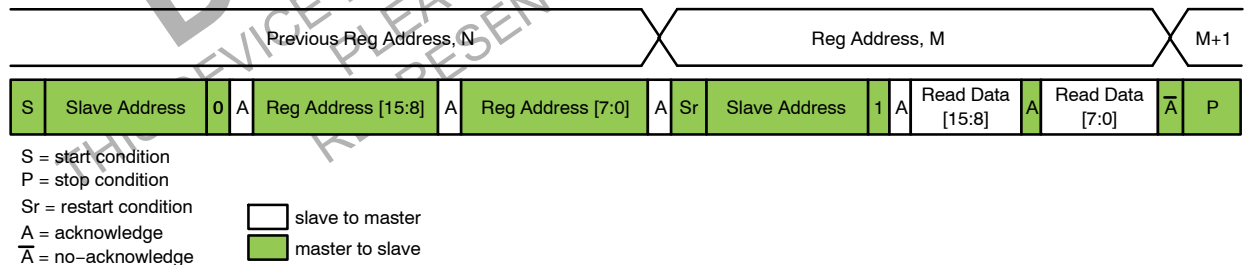 Previous Reg Address, N Reg Address, M M+1
S Slave Address 0 A Reg Address [15:8] A Reg Address [7:0] A Sr Slave Address 1 A Read Data [15:8] A Read Data [7:0] A̅ P
S = start condition
P = stop condition
Sr = restart condition
A = acknowledge
A̅ = no−acknowledge
slave to master
master to slave